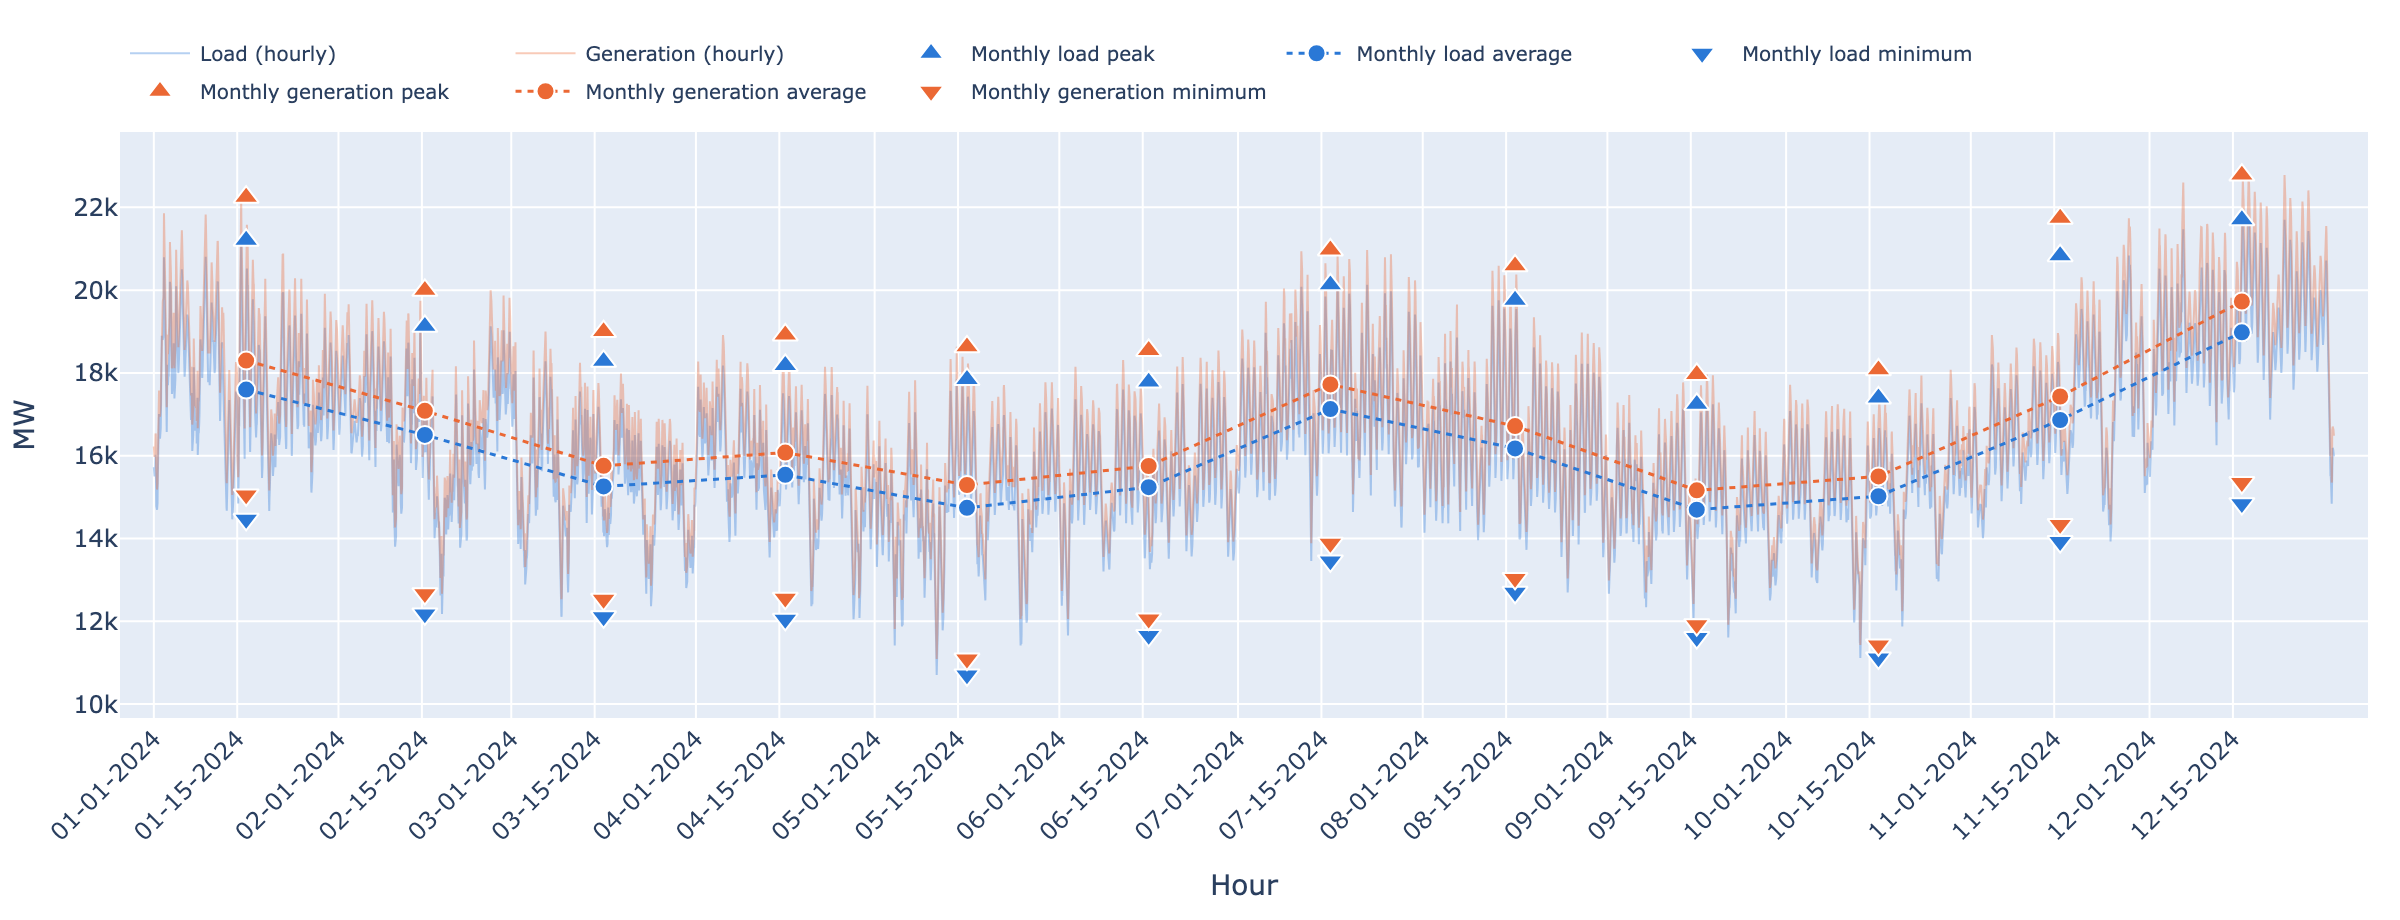 Load (hourly) Generation (hourly) Monthly load peak Monthly load average Monthly load minimum
Monthly generation peak Monthly generation average Monthly generation minimum
MW
22k
20k
18k
16k
14k
12k
10k
01-01-2024 01-15-2024 02-01-2024 02-15-2024 03-01-2024 03-15-2024 04-01-2024 04-15-2024 05-01-2024 05-15-2024 06-01-2024 06-15-2024 07-01-2024 07-15-2024 08-01-2024 08-15-2024 09-01-2024 09-15-2024 10-01-2024 10-15-2024 11-01-2024 11-15-2024 12-01-2024 12-15-2024
Hour